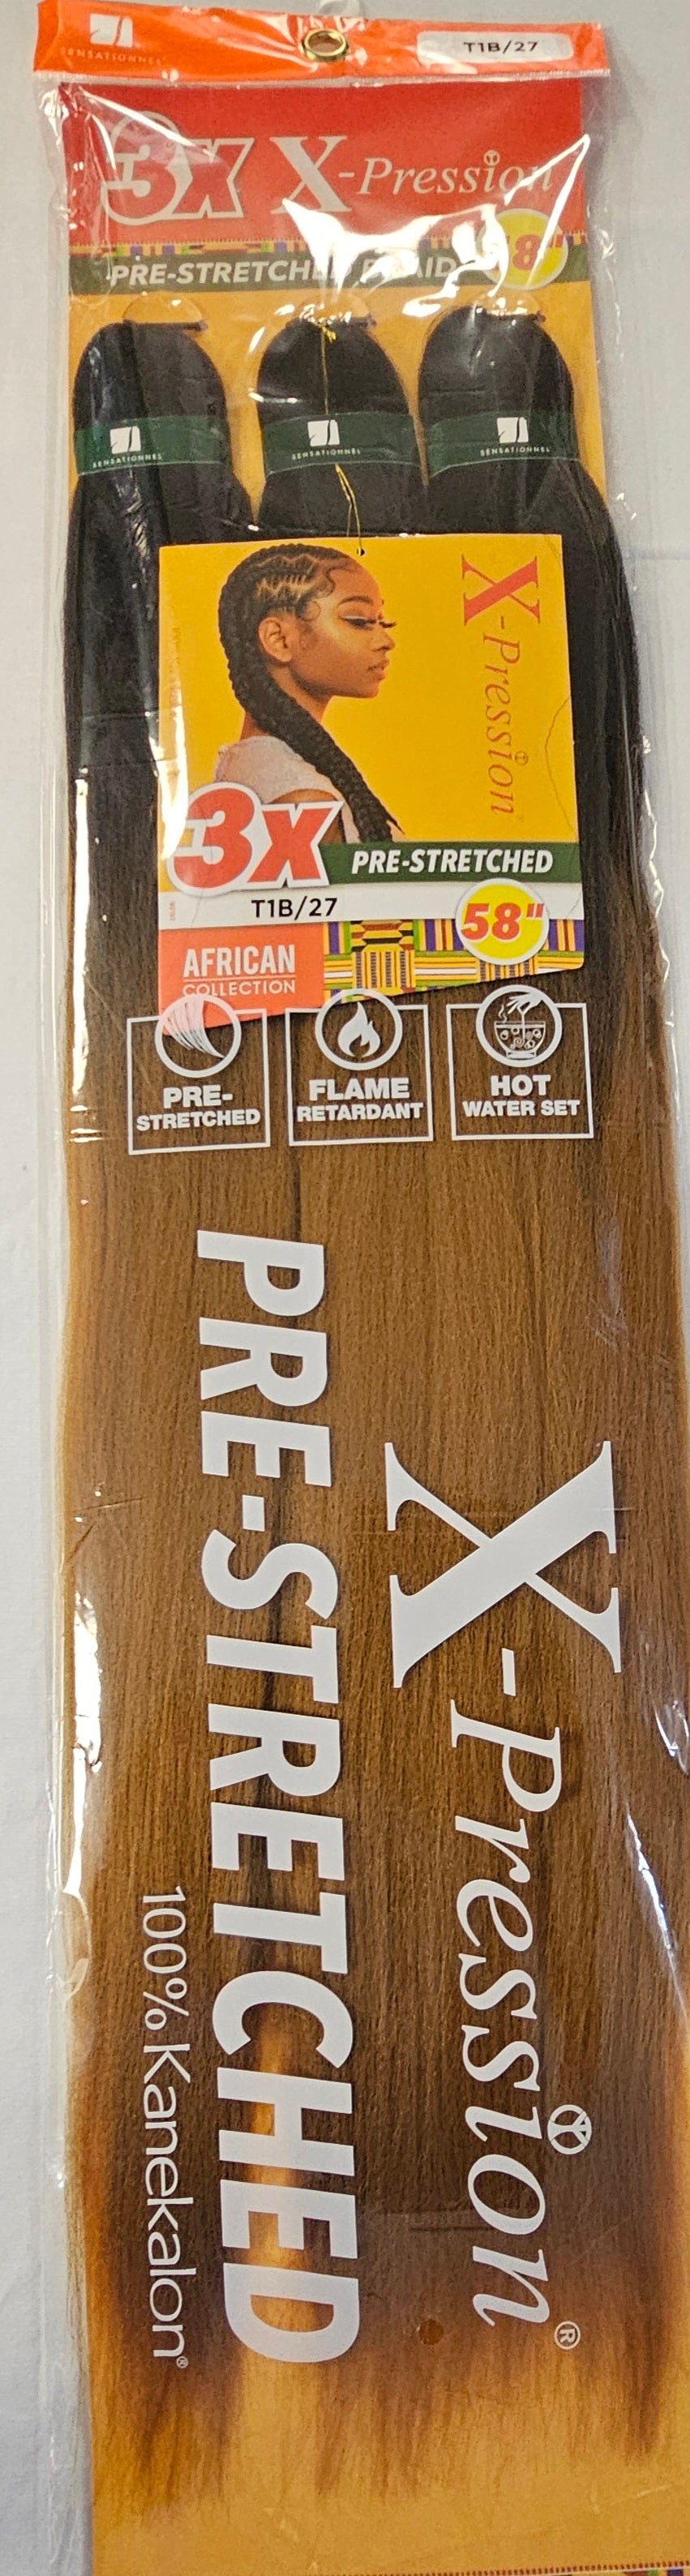 SENSATIONNEL
T1B/27
3X X-Pression
PRE-STRETCHED BRAID 58"
SENSATIONNEL
SENSATIONNEL
SENSATIONNEL
X-Pression
3X
PRE-STRETCHED
T1B/27
58"
AFRICAN
COLLECTION
PRE-
STRETCHED
FLAME
RETARDANT
HOT
WATER SET
PRE-STRETCHED
X-Pression®
100% Kanekalon®